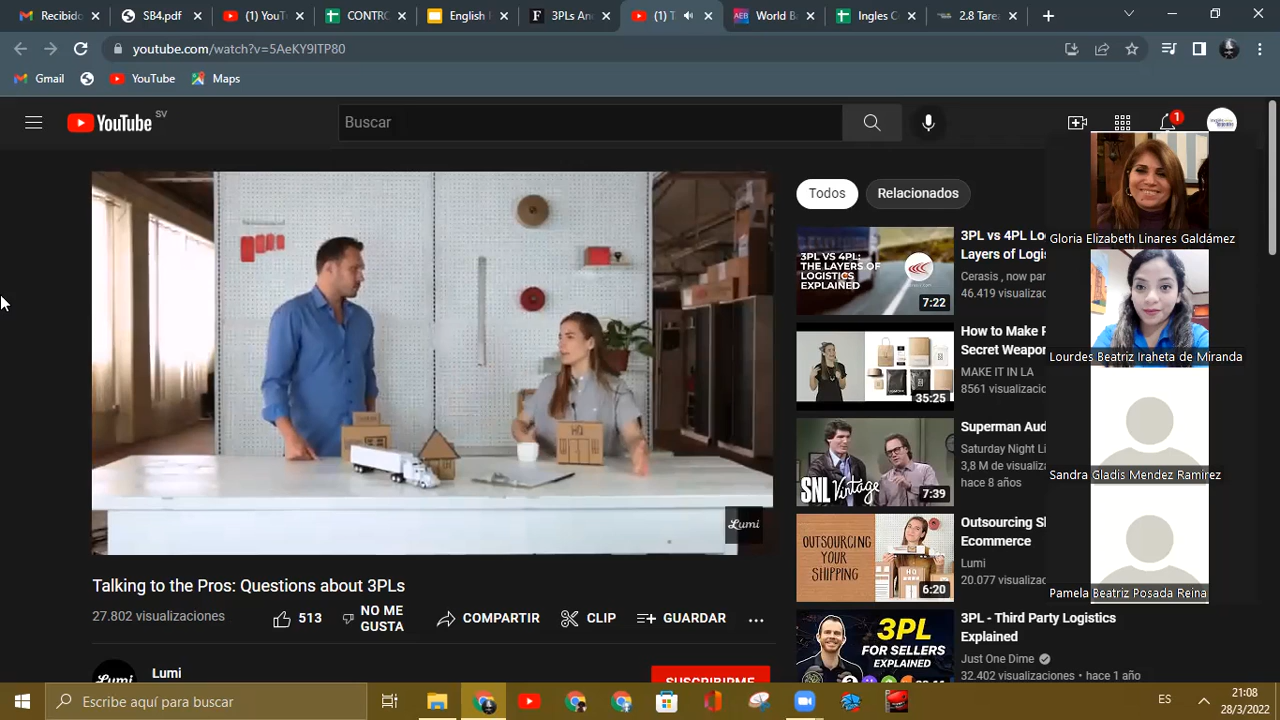 Recibido
SB4.pdf
(1) YouT
CONTRO
English
3PLs An
(1) T
World B
Ingles C
2.8 Tarea
youtube.com/watch?v=5AeKY9ITP80
Gmail
YouTube
Maps
YouTube SV
Buscar
1
Todos
Relacionados
HQ
Lumi
3PL VS 4PL:
THE LAYERS OF
LOGISTICS
EXPLAINED
7:22
3PL vs 4PL Lo
Layers of Logis
Cerasis , now par
46.419 visualizac
35:25
How to Make P
Secret Weapo
MAKE IT IN LA
8561 visualizacio
SNL Vintage
7:39
Superman Aud
Saturday Night Li
3,8 M de visualiza
hace 8 años
OUTSOURCING
YOUR
SHIPPING
HQ
6:20
Outsourcing Sh
Ecommerce
Lumi
20.077 visualizac
3PL
FOR SELLERS
EXPLAINED
3PL - Third Party Logistics
Explained
Just One Dime
32.402 visualizaciones • hace 1 año
Gloria Elizabeth Linares Galdámez
Lourdes Beatriz Iraheta de Miranda
Sandra Gladis Mendez Ramirez
Pamela Beatriz Posada Reina
Talking to the Pros: Questions about 3PLs
27.802 visualizaciones
513
NO ME
GUSTA
COMPARTIR
CLIP
GUARDAR
Lumi
Lumi
SUSCRIBIRME
Escribe aquí para buscar
ES
21:08
28/3/2022